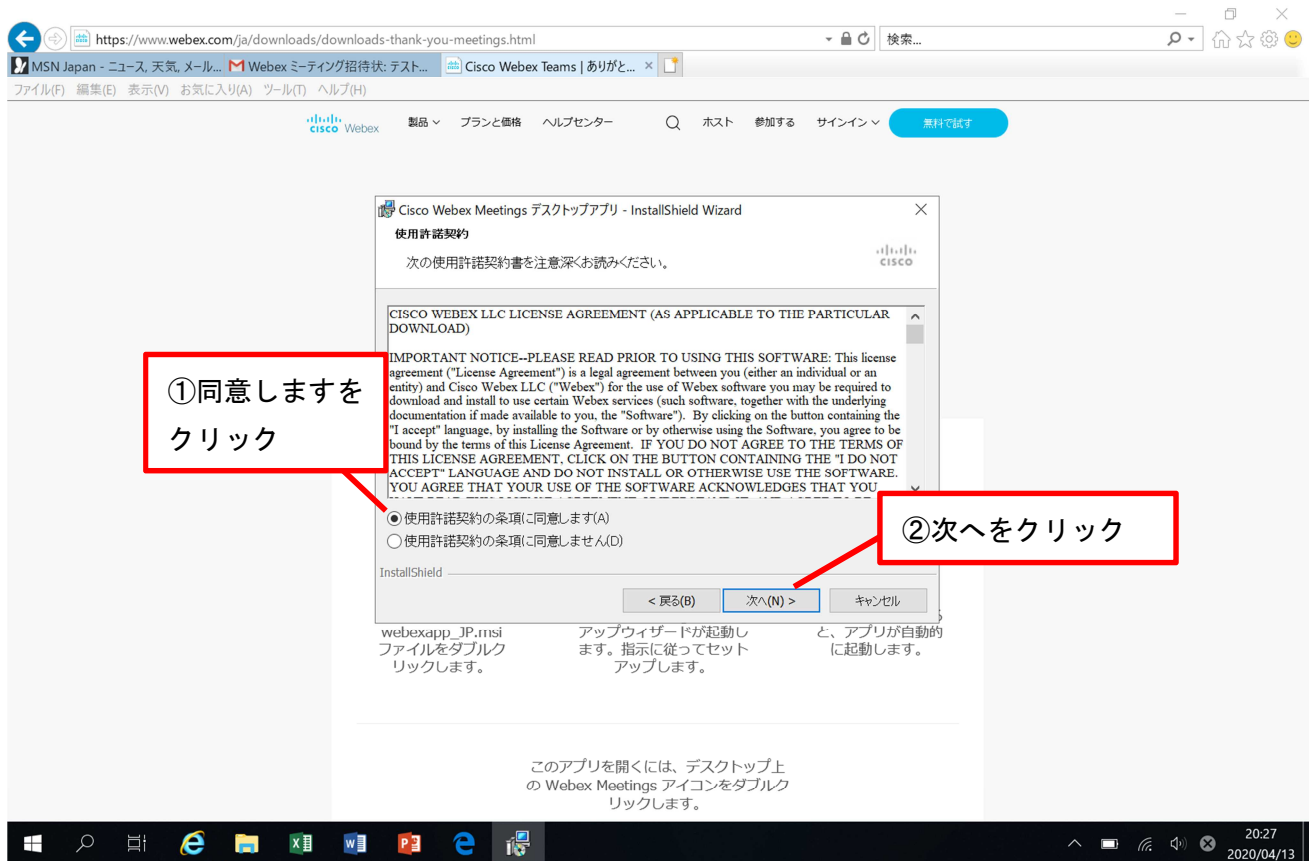 https://www.webex.com/ja/downloads/downloads-thank-you-meetings.html
検索...
MSN Japan - ニュース, 天気, メール...
Webex ミーティング招待状: テスト...
Cisco Webex Teams | ありがと...
ファイル(F) 編集(E) 表示(V) お気に入り(A) ツール(T) ヘルプ(H)
cisco Webex 製品 プランと価格 ヘルプセンター ホスト 参加する サインイン 無料で試す
Cisco Webex Meetings デスクトップアプリ - InstallShield Wizard
使用許諾契約
次の使用許諾契約書を注意深くお読みください。
CISCO
CISCO WEBEX LLC LICENSE AGREEMENT (AS APPLICABLE TO THE PARTICULAR
DOWNLOAD)
IMPORTANT NOTICE--PLEASE READ PRIOR TO USING THIS SOFTWARE: This license
agreement ("License Agreement") is a legal agreement between you (either an individual or an
entity) and Cisco Webex LLC ("Webex") for the use of Webex software you may be required to
download and install to use certain Webex services (such software, together with the underlying
documentation if made available to you, the "Software"). By clicking on the button containing the
"I accept" language, by installing the Software or by otherwise using the Software, you agree to be
bound by the terms of this License Agreement. IF YOU DO NOT AGREE TO THE TERMS OF
THIS LICENSE AGREEMENT, CLICK ON THE BUTTON CONTAINING THE "I DO NOT
ACCEPT" LANGUAGE AND DO NOT INSTALL OR OTHERWISE USE THE SOFTWARE.
YOU AGREE THAT YOUR USE OF THE SOFTWARE ACKNOWLEDGES THAT YOU
①同意しますを
クリック
使用許諾契約の条項に同意します(A)
使用許諾契約の条項に同意しません(D)
②次へをクリック
InstallShield
< 戻る(B) 次へ(N) > キャンセル
webexapp_JP.msi
ファイルをダブルク
リックします。
アップウィザードが起動し
ます。指示に従ってセット
アップします。
と、アプリが自動的
に起動します。
このアプリを開くには、デスクトップ上
の Webex Meetings アイコンをダブルク
リックします。
20:27
2020/04/13